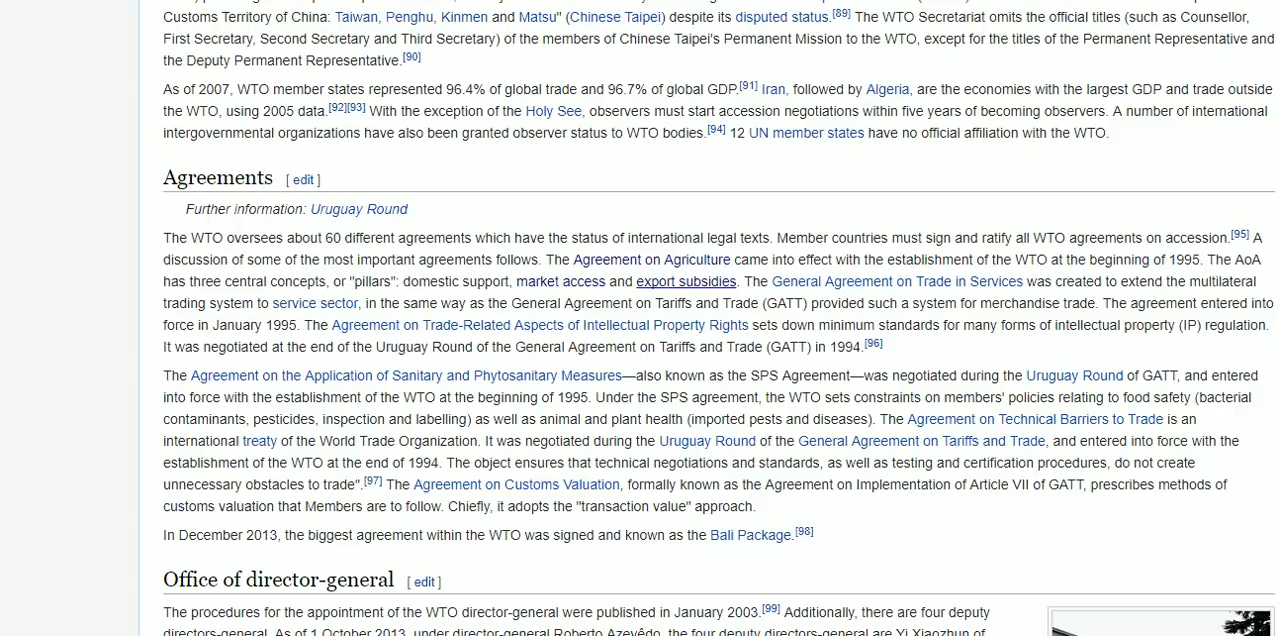 Customs Territory of China: Taiwan, Penghu, Kinmen and Matsu" (Chinese Taipei) despite its disputed status.[89] The WTO Secretariat omits the official titles (such as Counsellor,
First Secretary, Second Secretary and Third Secretary) of the members of Chinese Taipei's Permanent Mission to the WTO, except for the titles of the Permanent Representative and
the Deputy Permanent Representative.[90]
As of 2007, WTO member states represented 96.4% of global trade and 96.7% of global GDP.[91] Iran, followed by Algeria, are the economies with the largest GDP and trade outside
the WTO, using 2005 data.[92][93] With the exception of the Holy See, observers must start accession negotiations within five years of becoming observers. A number of international
intergovernmental organizations have also been granted observer status to WTO bodies.[94] 12 UN member states have no official affiliation with the WTO.
Agreements [ edit ]
Further information: Uruguay Round
The WTO oversees about 60 different agreements which have the status of international legal texts. Member countries must sign and ratify all WTO agreements on accession.[95] A
discussion of some of the most important agreements follows. The Agreement on Agriculture came into effect with the establishment of the WTO at the beginning of 1995. The AoA
has three central concepts, or "pillars": domestic support, market access and export subsidies. The General Agreement on Trade in Services was created to extend the multilateral
trading system to service sector, in the same way as the General Agreement on Tariffs and Trade (GATT) provided such a system for merchandise trade. The agreement entered into
force in January 1995. The Agreement on Trade-Related Aspects of Intellectual Property Rights sets down minimum standards for many forms of intellectual property (IP) regulation.
It was negotiated at the end of the Uruguay Round of the General Agreement on Tariffs and Trade (GATT) in 1994.[96]
The Agreement on the Application of Sanitary and Phytosanitary Measures—also known as the SPS Agreement—was negotiated during the Uruguay Round of GATT, and entered
into force with the establishment of the WTO at the beginning of 1995. Under the SPS agreement, the WTO sets constraints on members' policies relating to food safety (bacterial
contaminants, pesticides, inspection and labelling) as well as animal and plant health (imported pests and diseases). The Agreement on Technical Barriers to Trade is an
international treaty of the World Trade Organization. It was negotiated during the Uruguay Round of the General Agreement on Tariffs and Trade, and entered into force with the
establishment of the WTO at the end of 1994. The object ensures that technical negotiations and standards, as well as testing and certification procedures, do not create
unnecessary obstacles to trade".[97] The Agreement on Customs Valuation, formally known as the Agreement on Implementation of Article VII of GATT, prescribes methods of
customs valuation that Members are to follow. Chiefly, it adopts the "transaction value" approach.
In December 2013, the biggest agreement within the WTO was signed and known as the Bali Package.[98]
Office of director-general [ edit ]
The procedures for the appointment of the WTO director-general were published in January 2003.[99] Additionally, there are four deputy
directors-general. As of 1 October 2013, under director-general Roberto Azevêdo, the four deputy directors-general are Yi Xiaozhun of